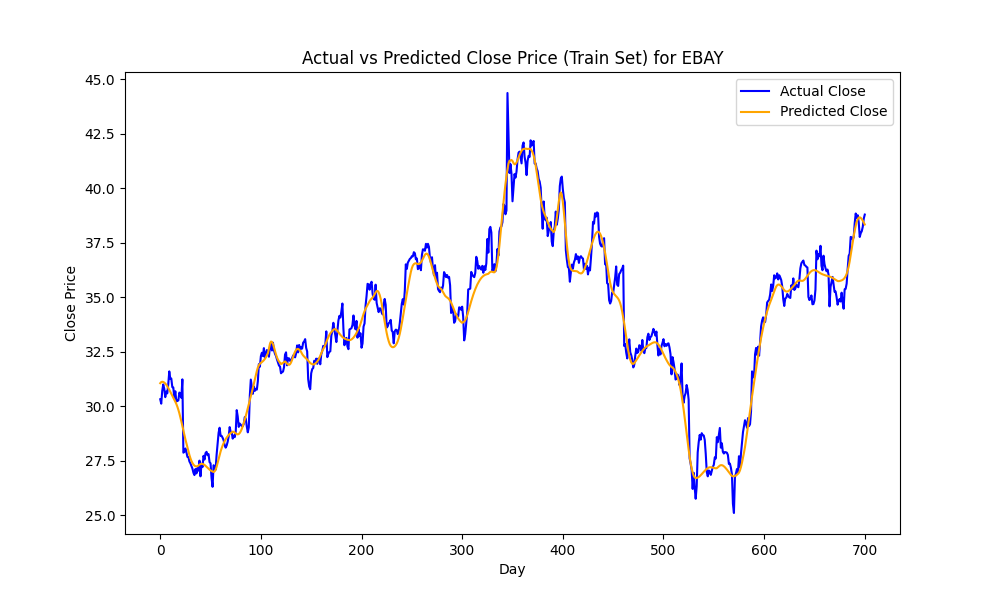 Actual vs Predicted Close Price (Train Set) for EBAY
Actual Close
Predicted Close
Close Price
45.0
42.5
40.0
37.5
35.0
32.5
30.0
27.5
25.0
0 100 200 300 400 500 600 700
Day